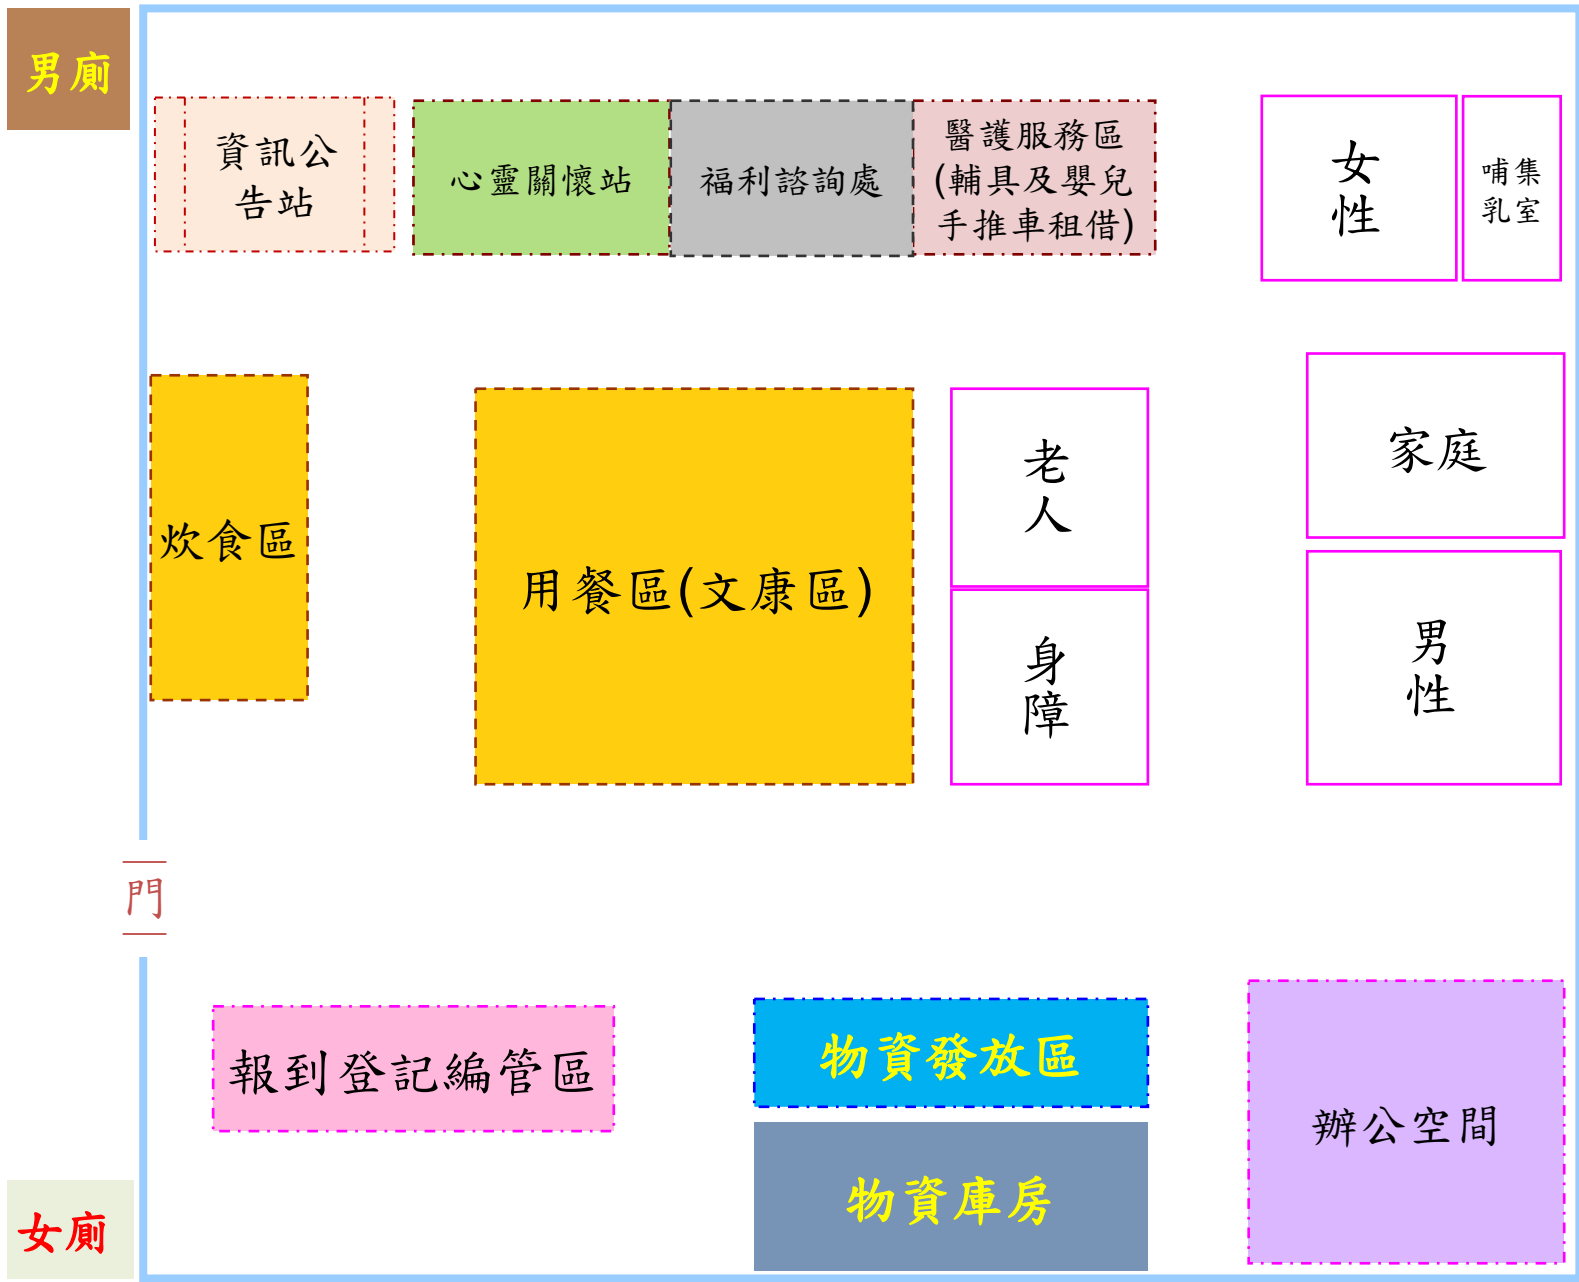 男廁
資訊公
告站
心靈關懷站
福利諮詢處
醫護服務區
(輔具及嬰兒
手推車租借)
女
性
哺集
乳室
炊食區
用餐區(文康區)
老
人
身
障
家庭
男
性
門
報到登記編管區
物資發放區
物資庫房
辦公空間
女廁